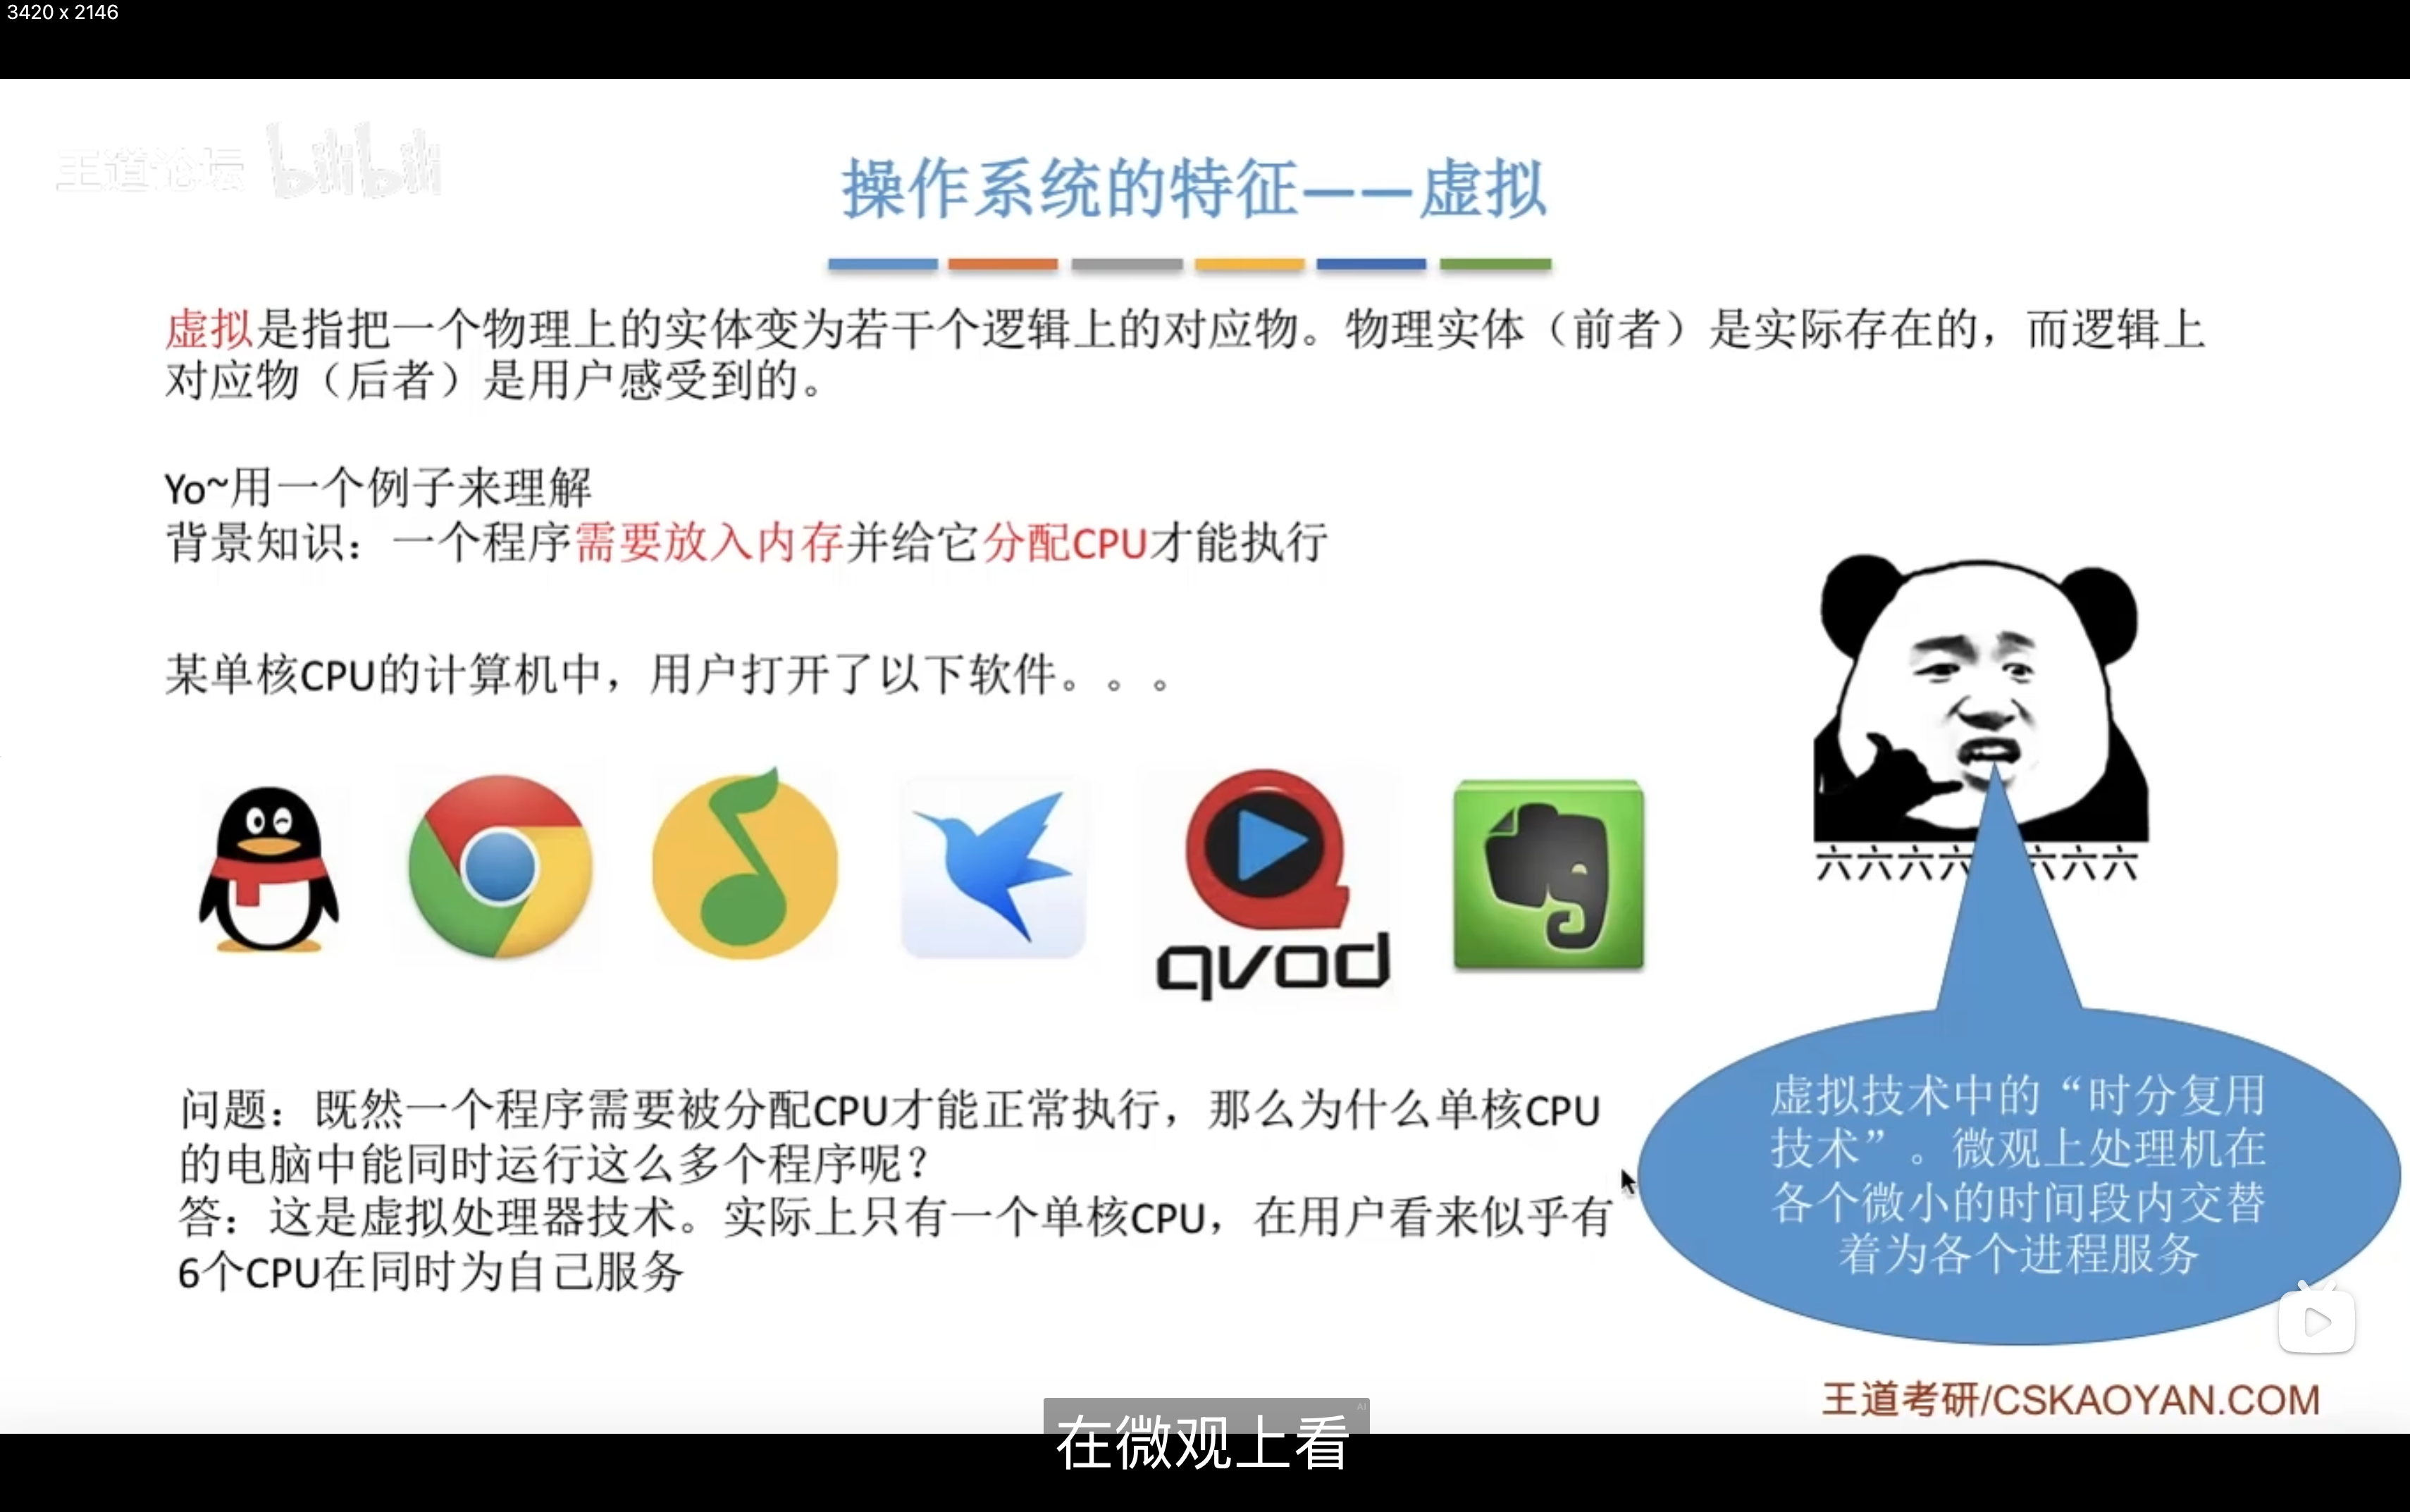 3420 x 2146
王道论坛 bilibili
操作系统的特征——虚拟
虚拟是指把一个物理上的实体变为若干个逻辑上的对应物。物理实体（前者）是实际存在的，而逻辑上
对应物（后者）是用户感受到的。
Yo~用一个例子来理解
背景知识：一个程序需要放入内存并给它分配CPU才能执行
某单核CPU的计算机中，用户打开了以下软件。。。
qvod
六六六六 六六六
问题：既然一个程序需要被分配CPU才能正常执行，那么为什么单核CPU
的电脑中能同时运行这么多个程序呢？
答：这是虚拟处理器技术。实际上只有一个单核CPU，在用户看来似乎有
6个CPU在同时为自己服务
虚拟技术中的“时分复用
技术”。微观上处理机在
各个微小的时间段内交替
着为各个进程服务
王道考研/CSKAOYAN.COM
AI
在微观上看